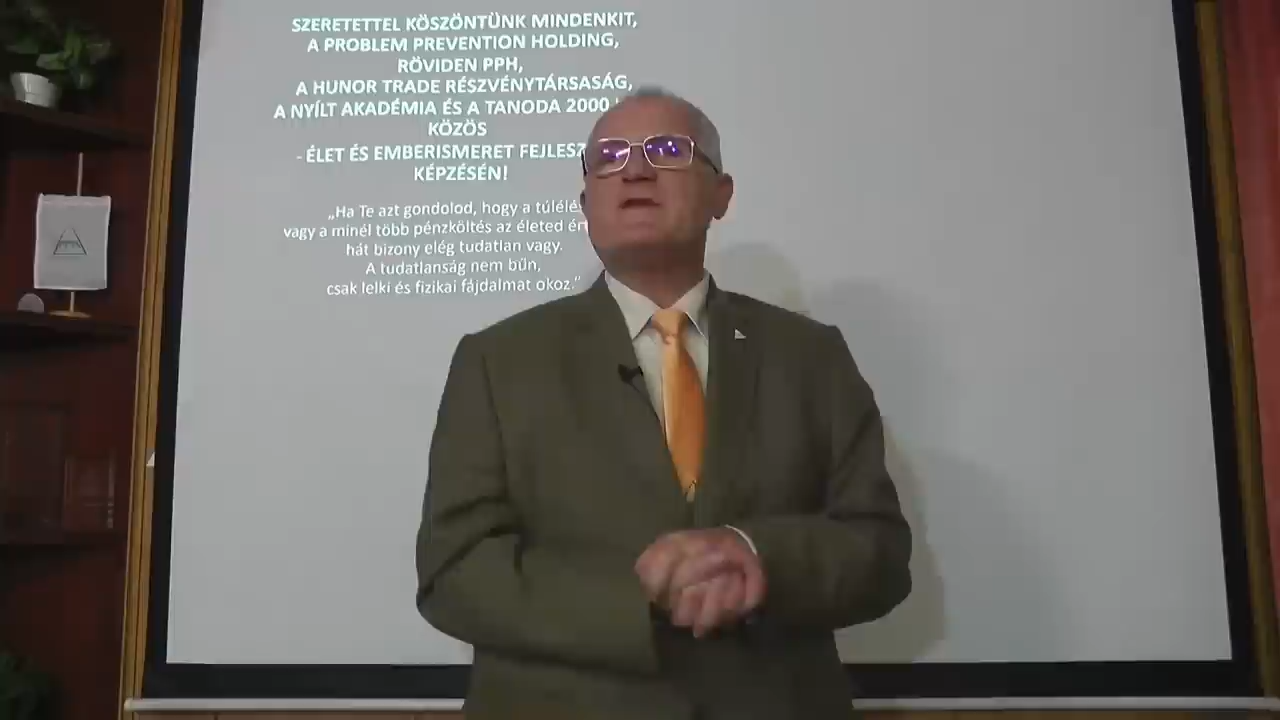 SZERETETTEL KÖSZÖNTÜNK MINDENKIT,
A PROBLEM PREVENTION HOLDING,
RÖVIDEN PPH,
A HUNOR TRADE RÉSZVÉNYTÁRSASÁG,
A NYÍLT AKADÉMIA ÉS A TANODA 2000
KÖZÖS
- ÉLET ÉS EMBERISMERET
KÉPZÉSÉN!
„Ha Te azt gondolod, hogy a
vagy a minél több pénzköltés az életed
hát bizony elég tudatlan vagy.
A tudatlanság nem bűn,
csak lelki és fizikai fájdalmat okoz.”